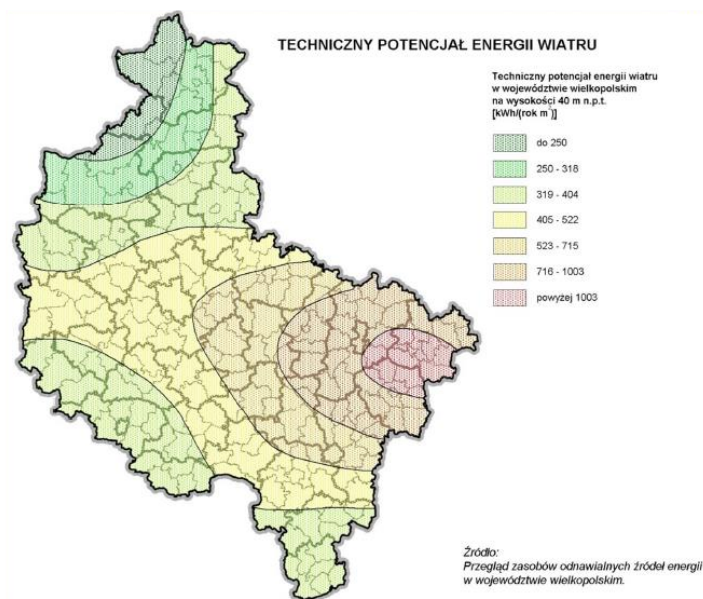 TECHNICZNY POTENCJAŁ ENERGII WIATRU
Techniczny potencjał energii wiatru
w województwie wielkopolskim
na wysokości 40 m n.p.t.
[kWh/(rok m²)]
do 250
250 - 318
319 - 404
405 - 522
523 - 715
716 - 1003
powyżej 1003
Źródło:
Przegląd zasobów odnawialnych źródeł energii
w województwie wielkopolskim.